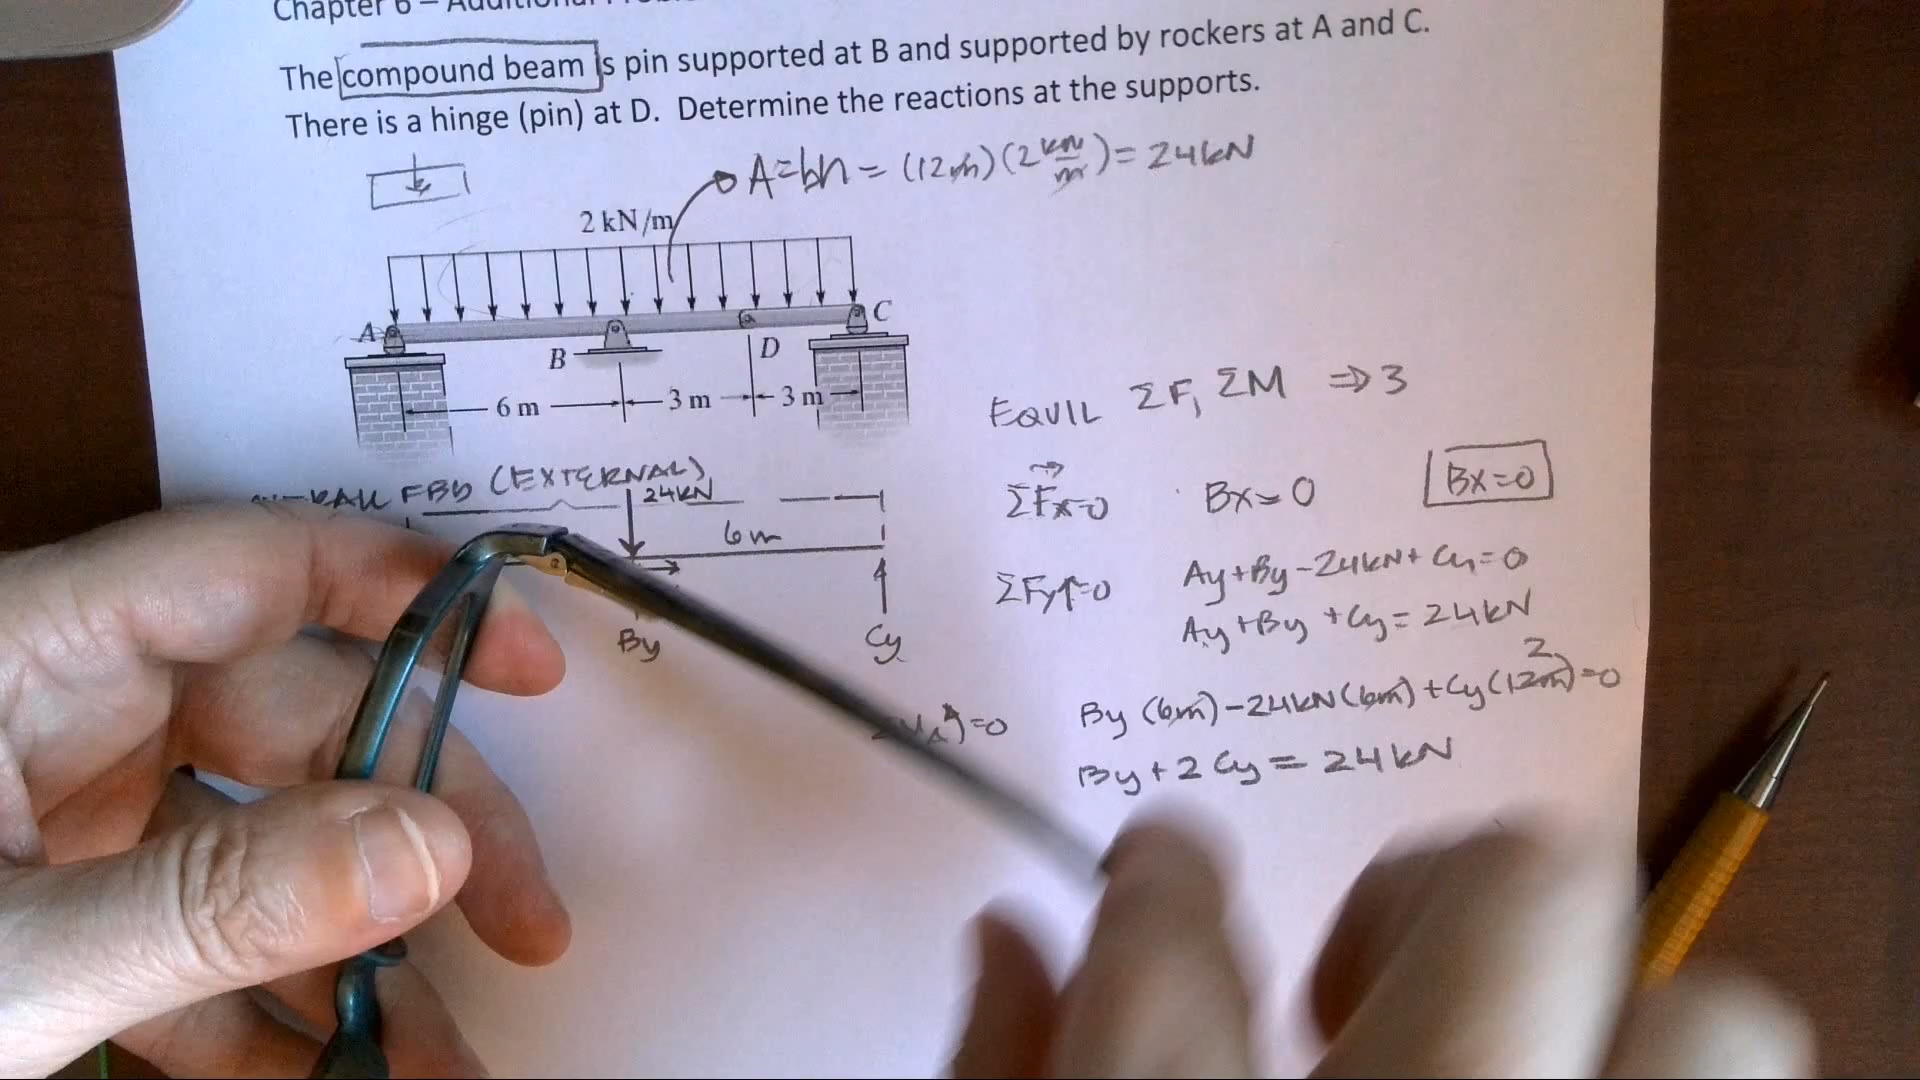 Chapter 6 – Additional
The compound beam is pin supported at B and supported by rockers at A and C.
There is a hinge (pin) at D. Determine the reactions at the supports.
A=bh = (12m)(2 kN/m) = 24kN
2 kN/m
A
C
B
D
6 m
3 m
3 m
EQUIL ΣF, ΣM ⇒ 3
FBD (EXTERNAL)
24kN
6m
By
Cy
ΣFx=0 Bx=0 Bx=0
ΣFy↑=0 Ay+By-24kN+Cy=0
Ay+By+Cy=24kN
=0 By(6m)-24kN(6m)+Cy(12m)=0
2
By+2Cy=24kN